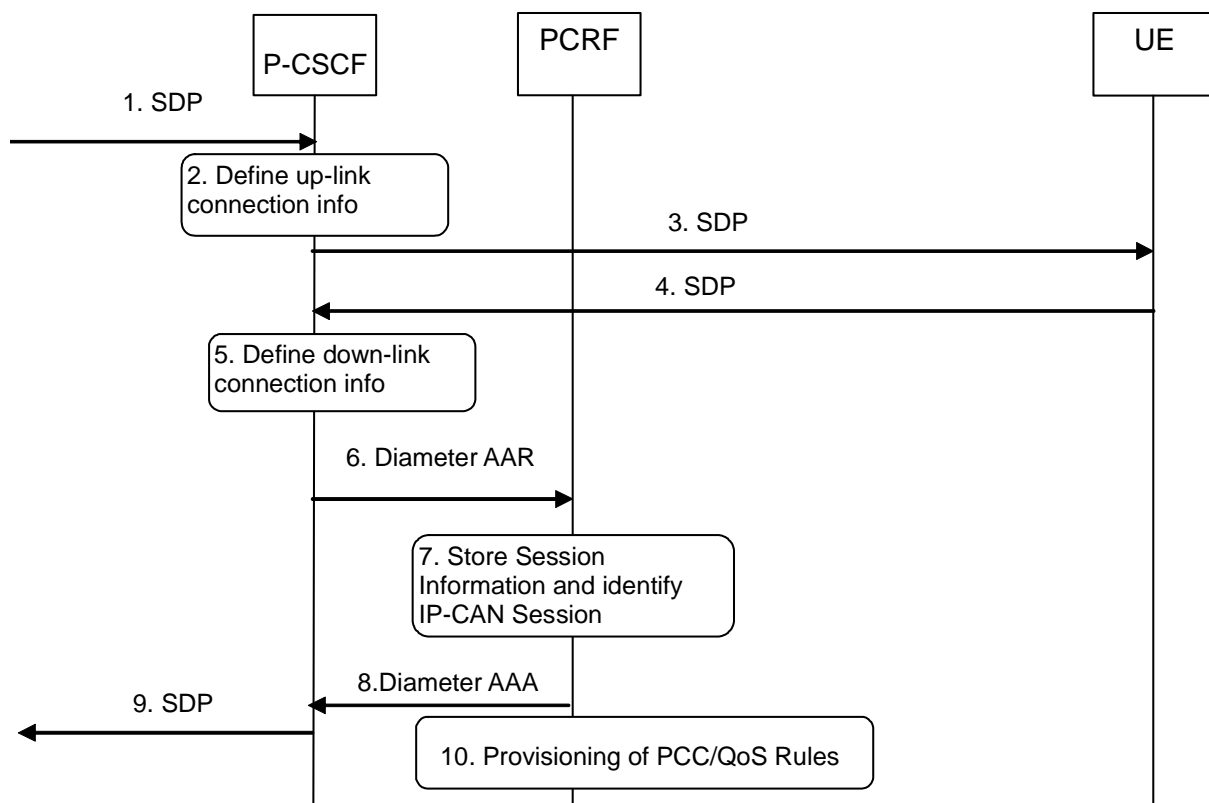 P-CSCF
PCRF
UE
1. SDP
2. Define up-link
connection info
3. SDP
4. SDP
5. Define down-link
connection info
6. Diameter AAR
7. Store Session
Information and identify
IP-CAN Session
8.Diameter AAA
9. SDP
10. Provisioning of PCC/QoS Rules